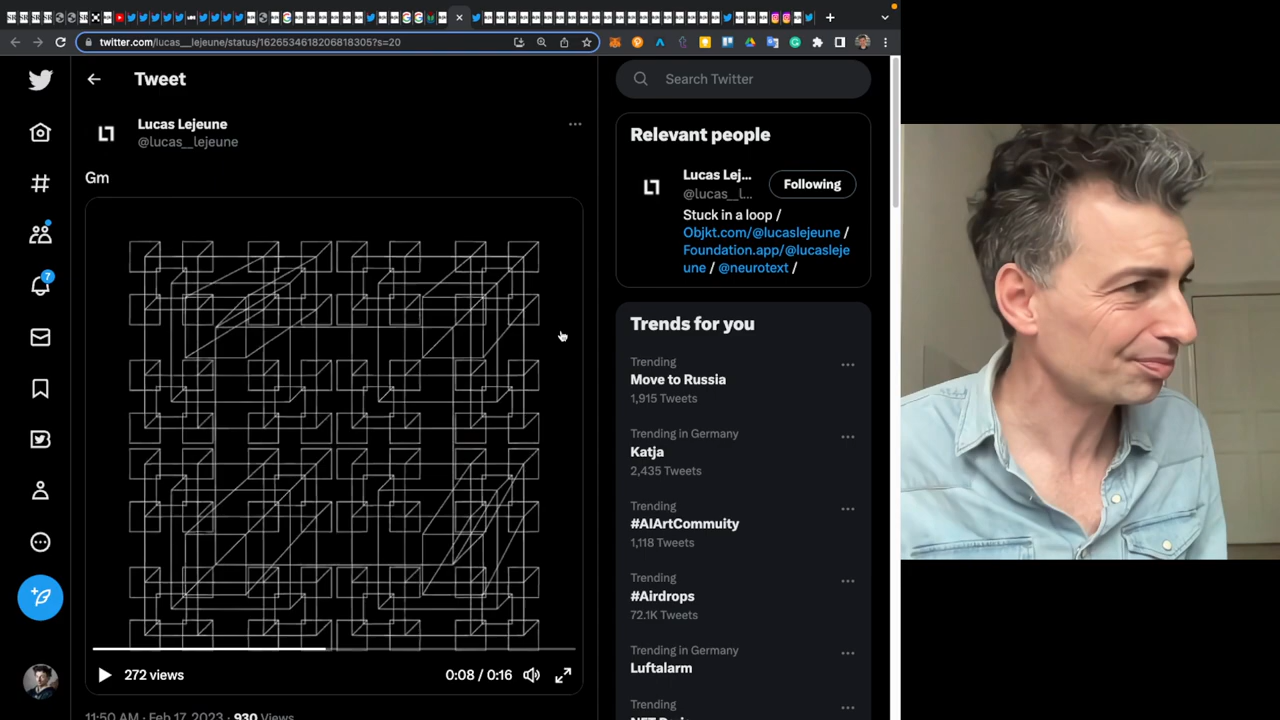 twitter.com/lucas__lejeune/status/1626534618206818305?s=20
Tweet
Search Twitter
Lucas Lejeune
@lucas__lejeune
Gm
Relevant people
Lucas Lej...
@lucas__l...
Following
Stuck in a loop /
Objkt.com/@lucaslejeune /
Foundation.app/@lucasleje
une / @neurotext /
Trends for you
Trending
Move to Russia
1,915 Tweets
Trending in Germany
Katja
2,435 Tweets
Trending
#AIArtCommuity
1,118 Tweets
Trending
#Airdrops
72.1K Tweets
Trending in Germany
Luftalarm
Trending
7
272 views
0:08 / 0:16
11:50 AM · Feb 17, 2023 · 930 Views